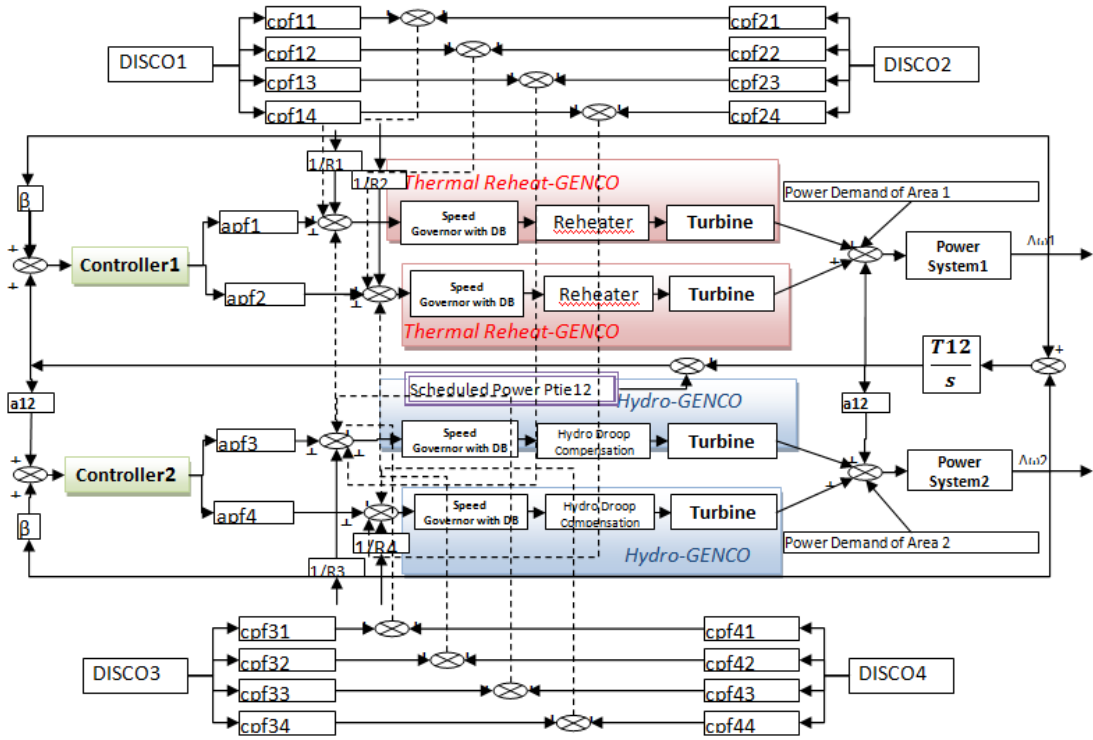 cpf11
cpf21
cpf12
cpf22
DISCO1
DISCO2
cpf13
cpf23
cpf14
cpf24
1/R1
1/R2
Thermal Reheat-GENCO
Power Demand of Area 1
β
apf1
Speed
Governor with DB
Reheater
Turbine
+
+
Controller1
Power
System1
Δω1
apf2
Speed
Governor with DB
Reheater
Turbine
Thermal Reheat-GENCO
T12
s
+
Scheduled Power Ptie12
Hydro-GENCO
a12
a12
apf3
Speed
Governor with DB
Hydro Droop
Compensation
Turbine
+
+
Controller2
Power
System2
Δω2
apf4
Speed
Governor with DB
Hydro Droop
Compensation
Turbine
β
1/R4
Hydro-GENCO
Power Demand of Area 2
1/R3
cpf31
cpf41
cpf32
cpf42
DISCO3
DISCO4
cpf33
cpf43
cpf34
cpf44